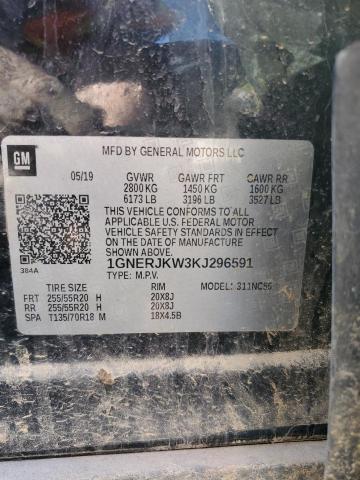 GM
MFD BY GENERAL MOTORS LLC
05/19 GVWR GAWR FRT GAWR RR
2800 KG 1450 KG 1600 KG
6173 LB 3196 LB 3527 LB
THIS VEHICLE CONFORMS TO ALL APPLICABLE
U.S. FEDERAL MOTOR
VEHICLE SAFETY STANDARDS IN
EFFECT ON THE DATE OF MANUFACTURE
SHOWN ABOVE.
384A
1GNERJKW3KJ296591
TYPE: M.P.V. MODEL: 311NC56
TIRE SIZE SPEED RTG RIM
FRT 255/55R20 H 20X8J
RR 255/55R20 H 20X8J
SPA T135/70R18 M 18X4.5B